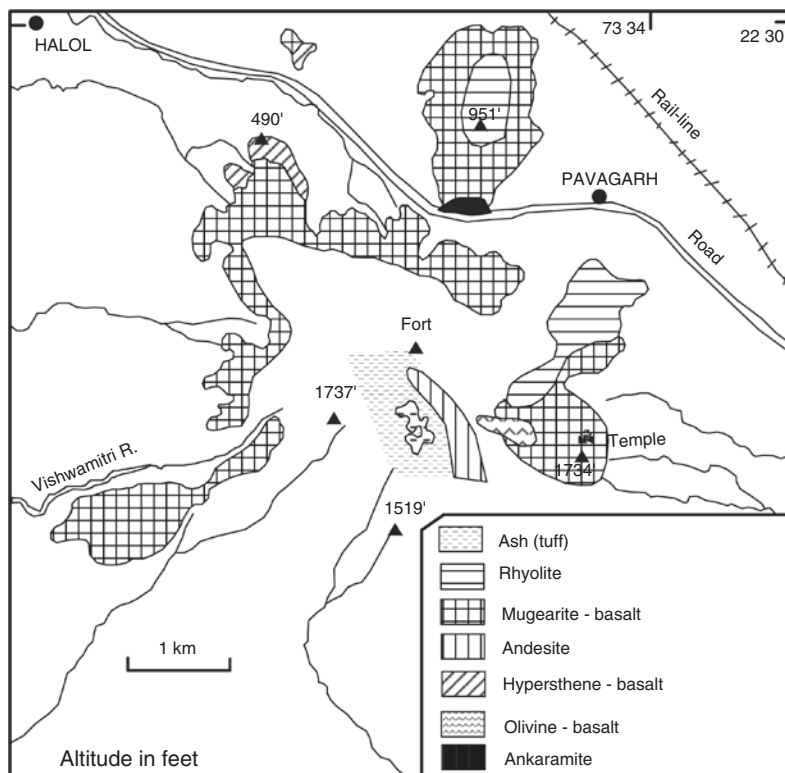 73 34
22 30
HALOL
490'
951'
Rail-line
PAVAGARH
Road
Fort
1737'
Temple
1734'
Vishwamitri R.
1519'
1 km
Altitude in feet
Ash (tuff)
Rhyolite
Mugearite - basalt
Andesite
Hypersthene - basalt
Olivine - basalt
Ankaramite